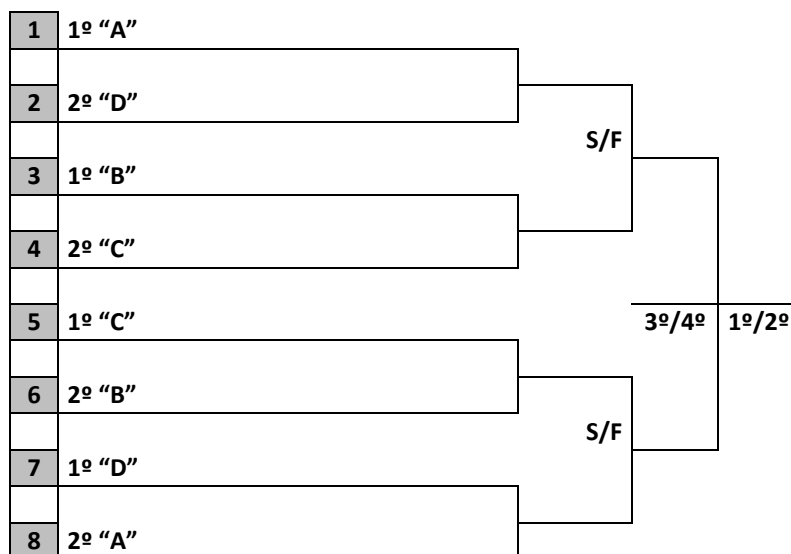 1 1º “A”
2 2º “D”
S/F
3 1º “B”
4 2º “C”
5 1º “C”
3º/4º 1º/2º
6 2º “B”
S/F
7 1º “D”
8 2º “A”